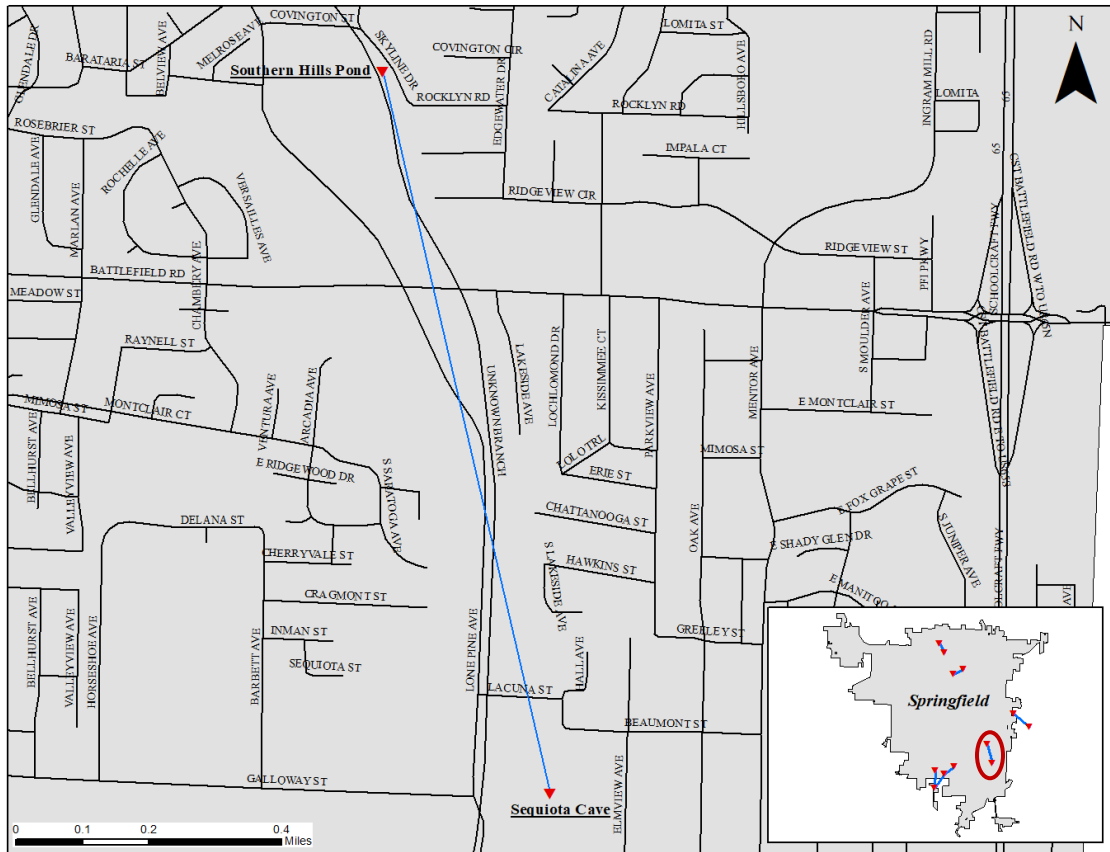 COVINGTON ST
LOMITA ST
N
GLENDALE DR
BELVIEW AVE
MELROSE AVE
SKYLINE DR
COVINGTON CIR
CATALINA AVE
HILLSBORO AVE
INGRAM MILL RD
BARATARIA ST
Southern Hills Pond
EDGEWATER DR
ROCKLYN RD
ROCKLYN RD
LOMITA
65
65
ROSEBRIER ST
ROCHELLE AVE
IMPALA CT
GLENDALE AVE
MARLAN AVE
VERSAILLES AVE
RIDGEVIEW CIR
CST BATTLEFIELD RD W TO US65N
SCHOOLCRAFT FWY
RIDGEVIEW ST
PFI PKWY
BATTLEFIELD RD
MEADOW ST
CHAMBERY AVE
S MOULDER AVE
RAYNELL ST
LAKESIDE AVE
LOCHLOMOND DR
KISSIMMEE CT
PARKVIEW AVE
MENTOR AVE
UNKNOWN BRANCH
MIMOSA ST
MONTCLAIR CT
VENTURA AVE
ARCADIA AVE
E MONTCLAIR ST
BELLHURST AVE
VALLEYVIEW AVE
E RIDGEWOOD DR
S SARATOGA AVE
LOLO TRL
ERIE ST
MIMOSA ST
E FOX GRAPE ST
DELANA ST
CHATTANOOGA ST
OAK AVE
S JUNIPER AVE
E SHADY GLEN DR
CHERRYVALE ST
S LAKESIDE AVE
HAWKINS ST
CRAGMONT ST
BELLHURST AVE
VALLEYVIEW AVE
HORSESHOE AVE
BARBETT AVE
INMAN ST
SEQUIOTA ST
LONE PINE AVE
HALL AVE
GREELEY ST
LACUNA ST
BEAUMONT ST
Springfield
GALLOWAY ST
ELMVIEW AVE
Sequiota Cave
0 0.1 0.2 0.4
Miles